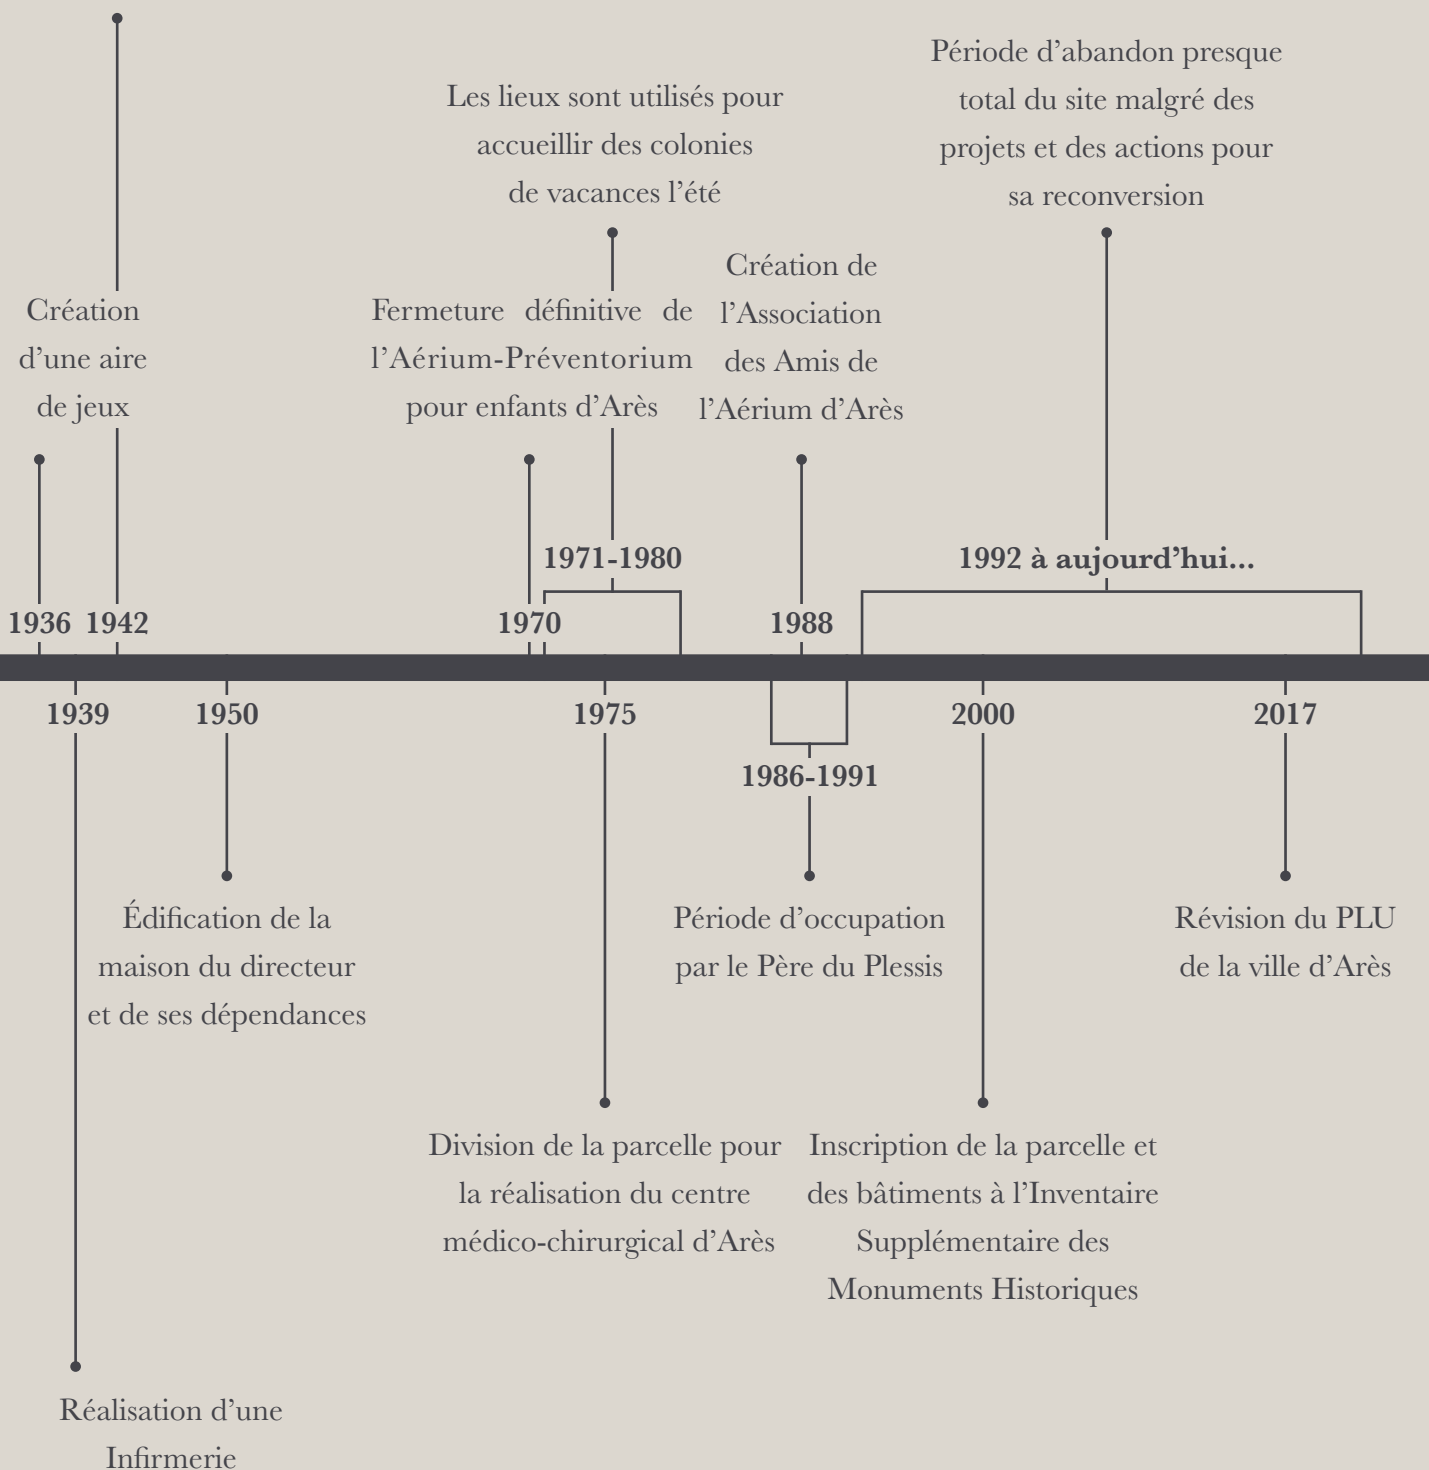 Période d’abandon presque
total du site malgré des
projets et des actions pour
sa reconversion
Les lieux sont utilisés pour
accueillir des colonies
de vacances l’été
Création
d’une aire
de jeux
Fermeture définitive de
l’Aérium-Préventorium
pour enfants d’Arès
Création de
l’Association
des Amis de
l’Aérium d’Arès
1971-1980
1992 à aujourd’hui...
1936
1942
1970
1988
1939
1950
1975
2000
2017
1986-1991
Édification de la
maison du directeur
et de ses dépendances
Période d’occupation
par le Père du Plessis
Révision du PLU
de la ville d’Arès
Division de la parcelle pour
la réalisation du centre
médico-chirurgical d’Arès
Inscription de la parcelle et
des bâtiments à l’Inventaire
Supplémentaire des
Monuments Historiques
Réalisation d’une
Infirmerie